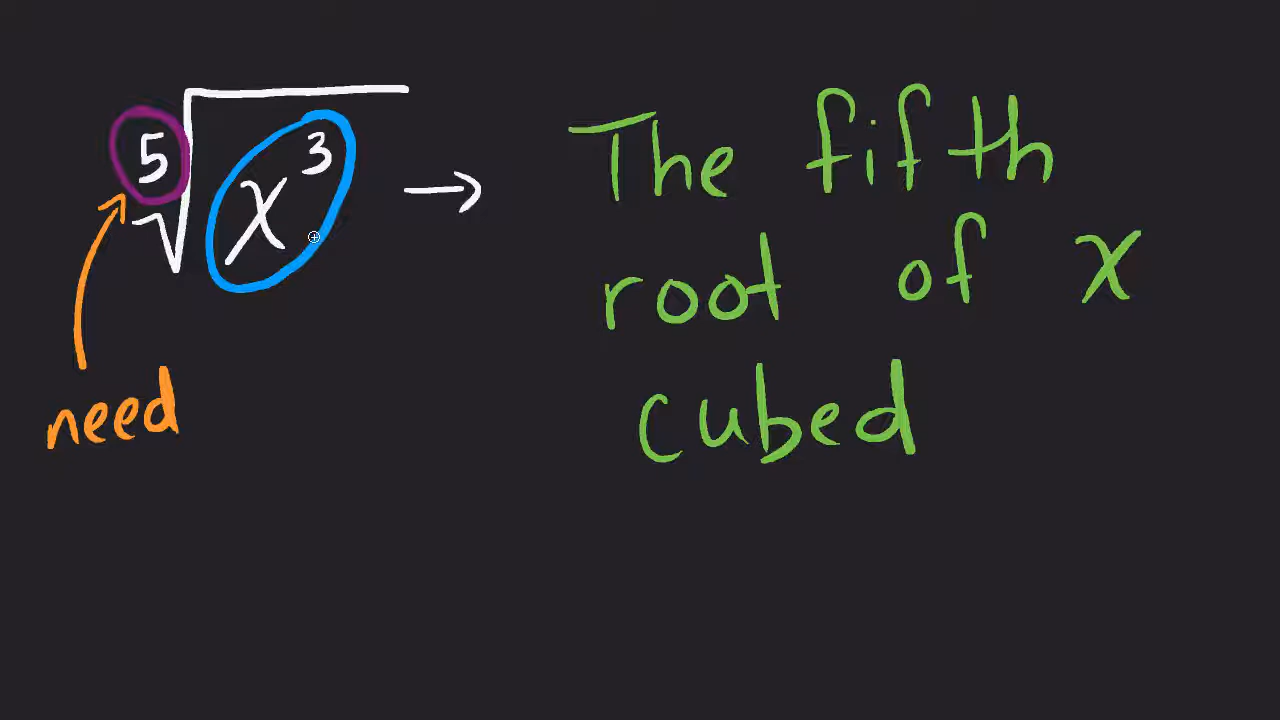 ⁵√x³ → The fifth
root of x
cubed
need